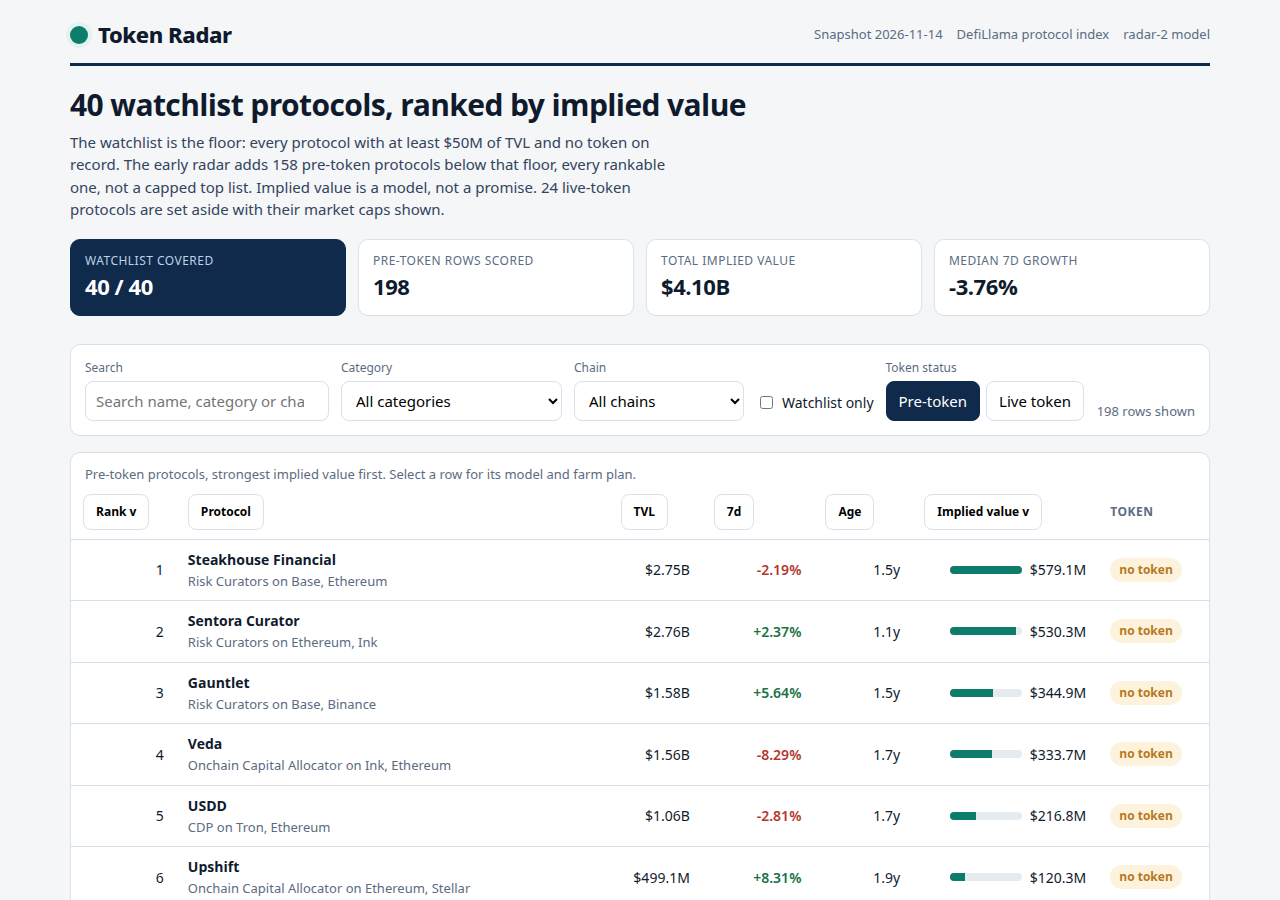 Token Radar
Snapshot 2026-11-14 DefiLlama protocol index radar-2 model
40 watchlist protocols, ranked by implied value
The watchlist is the floor: every protocol with at least $50M of TVL and no token on
record. The early radar adds 158 pre-token protocols below that floor, every rankable
one, not a capped top list. Implied value is a model, not a promise. 24 live-token
protocols are set aside with their market caps shown.
WATCHLIST COVERED
40 / 40
PRE-TOKEN ROWS SCORED
198
TOTAL IMPLIED VALUE
$4.10B
MEDIAN 7D GROWTH
-3.76%
Search
Search name, category or cha
Category
All categories
Chain
All chains
Watchlist only
Token status
Pre-token Live token
198 rows shown
Pre-token protocols, strongest implied value first. Select a row for its model and farm plan.
Rank v Protocol TVL 7d Age Implied value v TOKEN
1 Steakhouse Financial $2.75B -2.19% 1.5y $579.1M no token
Risk Curators on Base, Ethereum
2 Sentora Curator $2.76B +2.37% 1.1y $530.3M no token
Risk Curators on Ethereum, Ink
3 Gauntlet $1.58B +5.64% 1.5y $344.9M no token
Risk Curators on Base, Binance
4 Veda $1.56B -8.29% 1.7y $333.7M no token
Onchain Capital Allocator on Ink, Ethereum
5 USDD $1.06B -2.81% 1.7y $216.8M no token
CDP on Tron, Ethereum
6 Upshift $499.1M +8.31% 1.9y $120.3M no token
Onchain Capital Allocator on Ethereum, Stellar